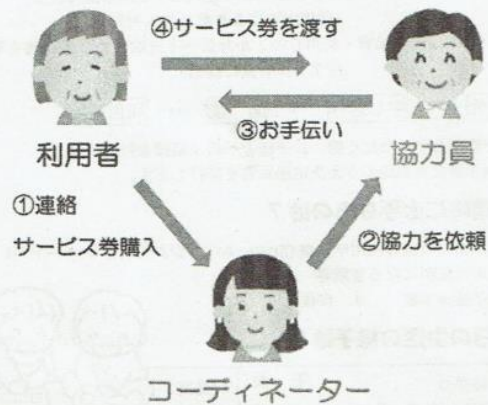 ④サービス券を渡す
③お手伝い
利用者
協力員
①連絡
サービス券購入
②協力を依頼
コーディネーター